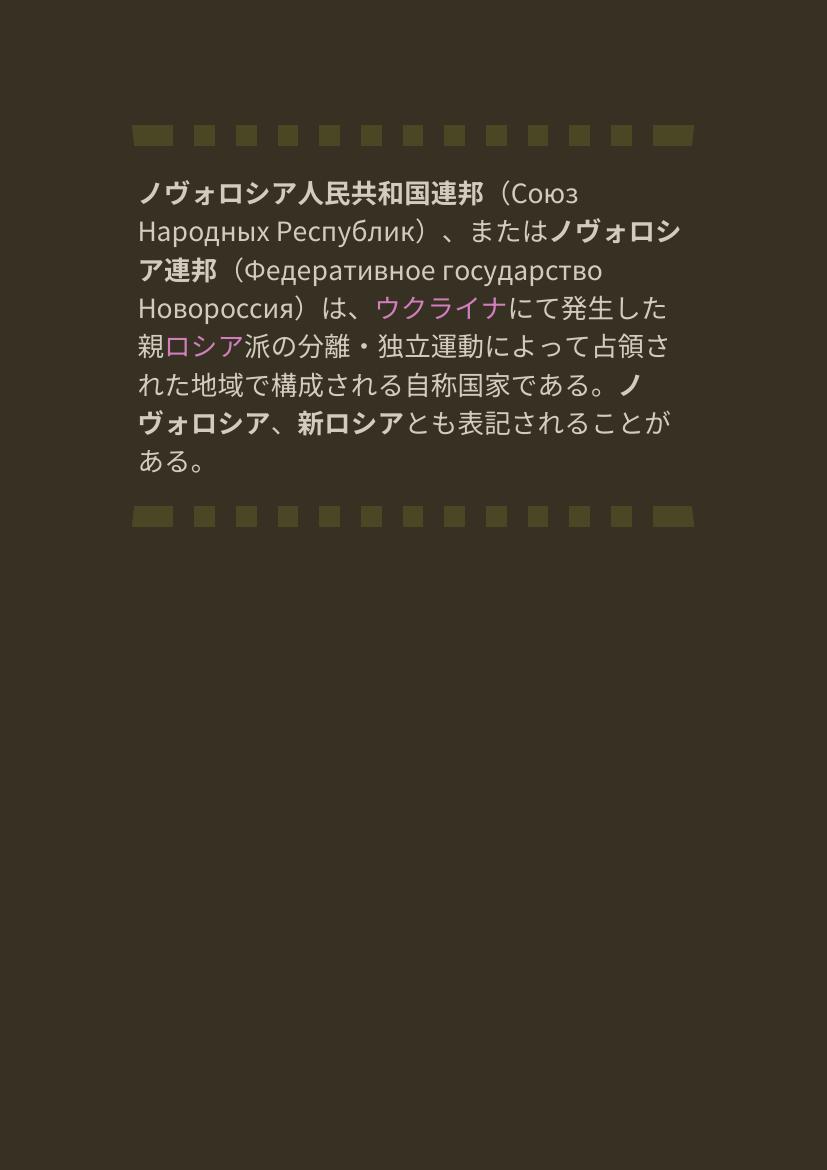 ノヴォロシア人民共和国連邦（Союз
Народных Республик）、またはノヴォロシ
ア連邦（Федеративное государство
Новороссия）は、ウクライナにて発生した
親ロシア派の分離・独立運動によって占領さ
れた地域で構成される自称国家である。ノ
ヴォロシア、新ロシアとも表記されることが
ある。